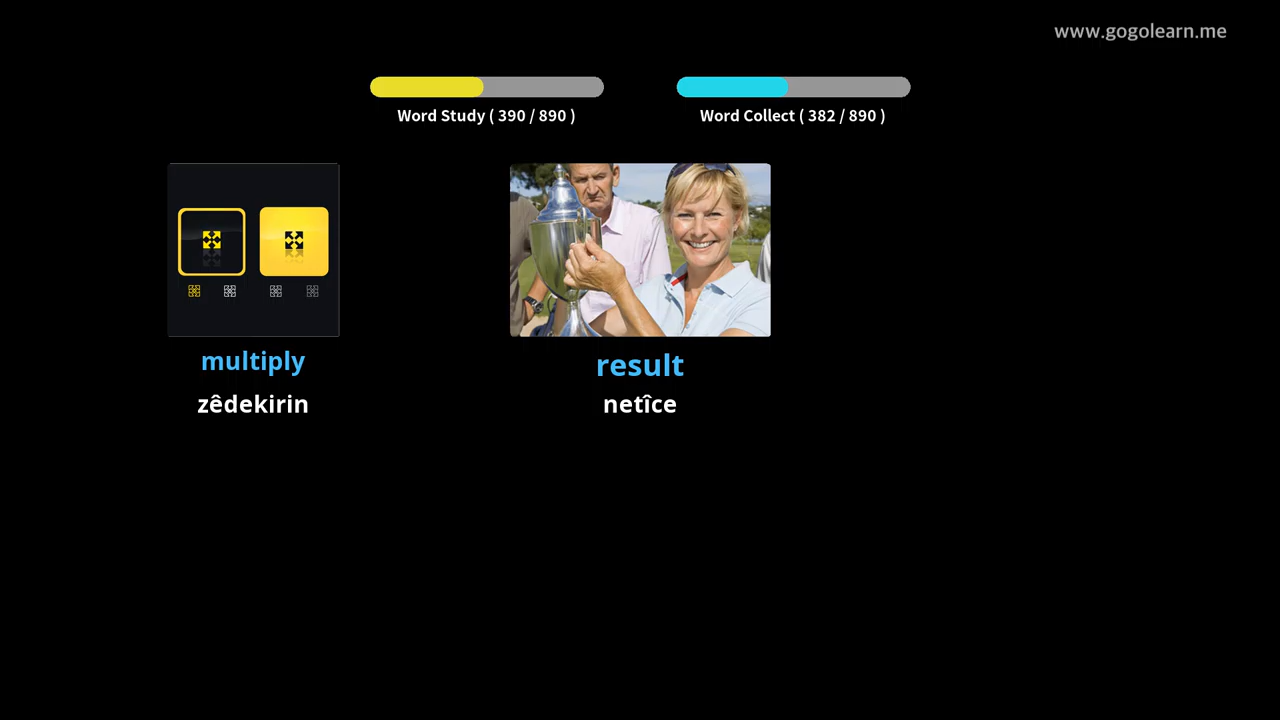 www.gogolearn.me
Word Study ( 390 / 890 )
Word Collect ( 382 / 890 )
multiply
zêdekirin
result
netîce